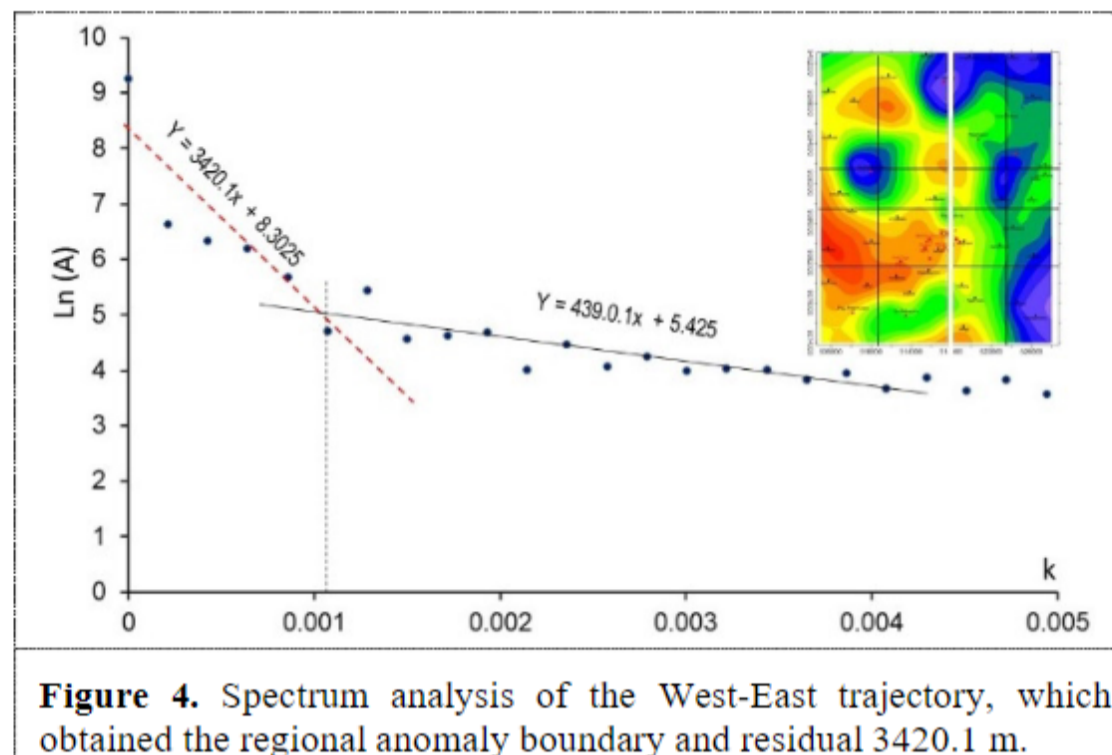 10
9
8
7
6
5
4
3
2
1
0
Ln (A)
Y = 3420.1x + 8.3025
Y = 439.0.1x + 5.425
k
0
0.001
0.002
0.003
0.004
0.005
Figure 4. Spectrum analysis of the West-East trajectory, which
obtained the regional anomaly boundary and residual 3420.1 m.